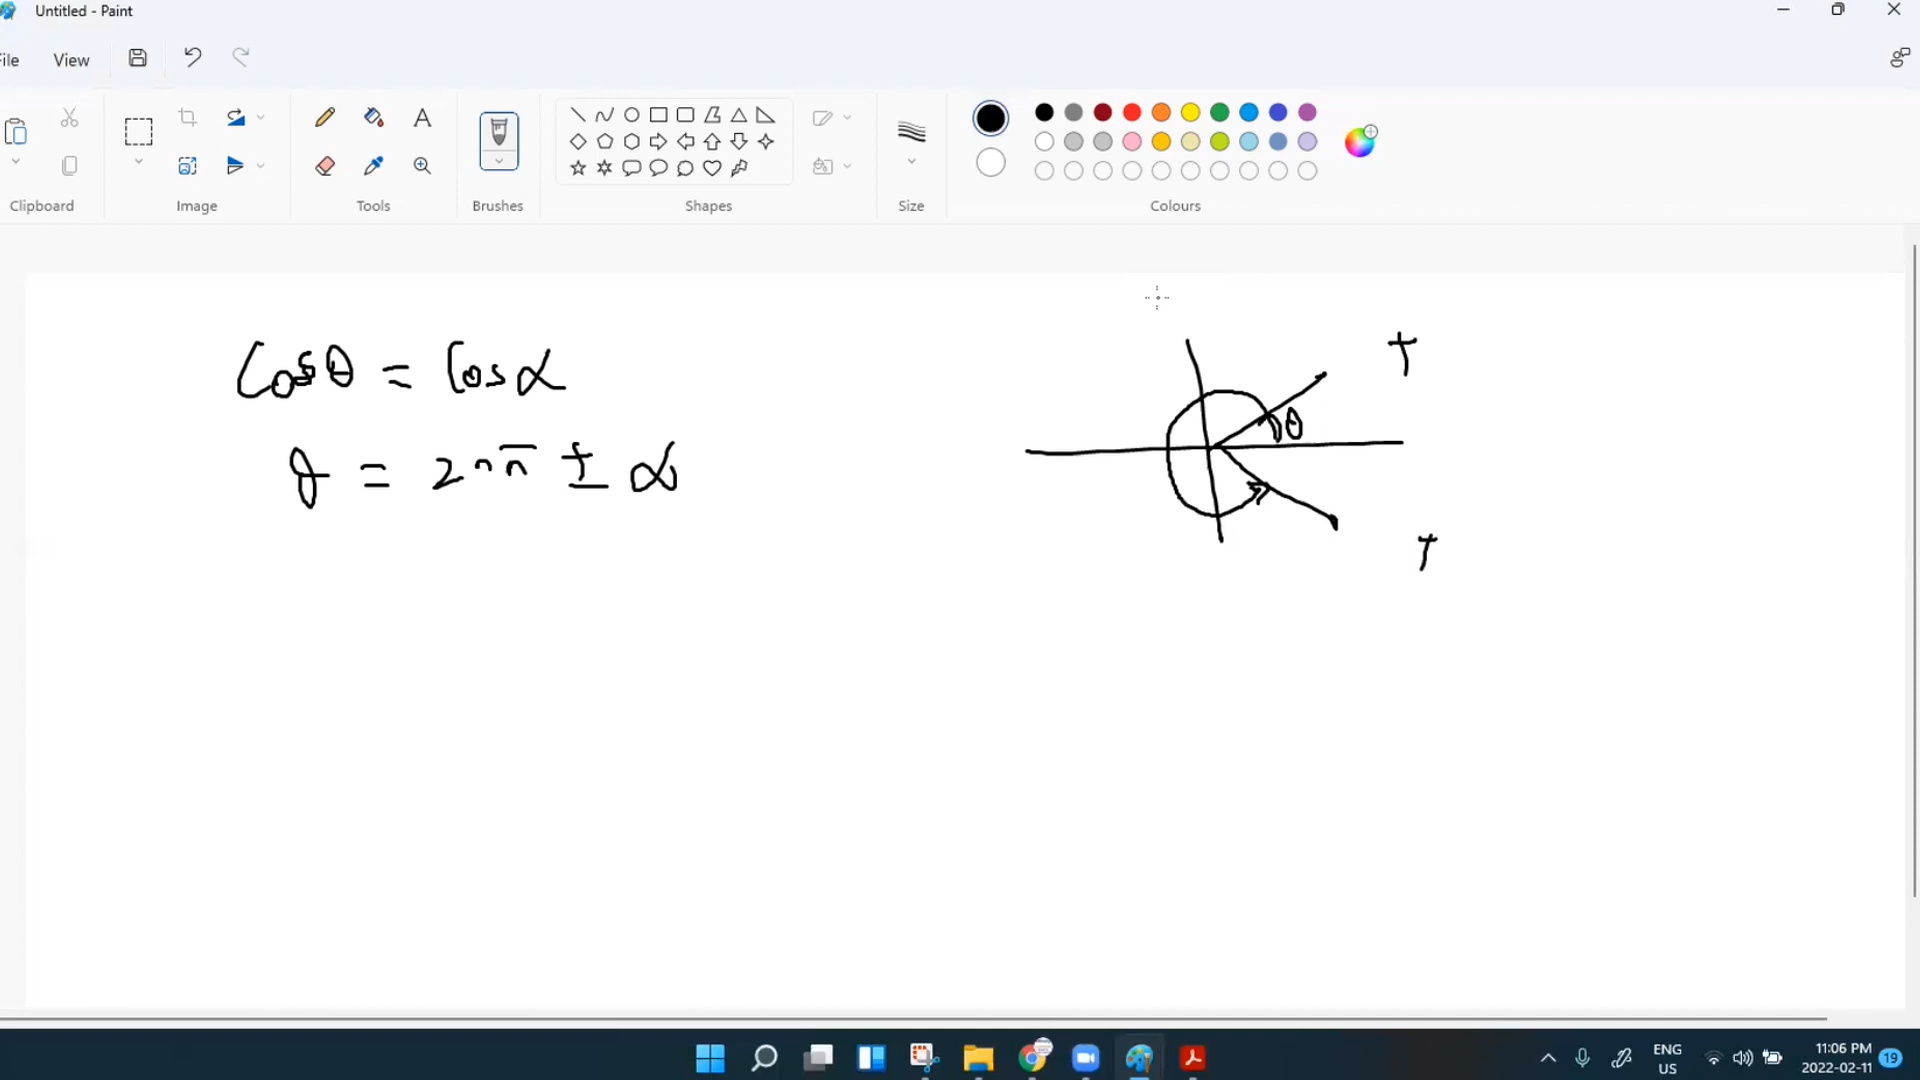 Untitled - Paint
File
View
Clipboard
Image
Tools
Brushes
Shapes
Size
Colours
Cosθ = Cosα
θ = 2nπ ± α
+
θ
+
ENG
US
11:06 PM
2022-02-11
19